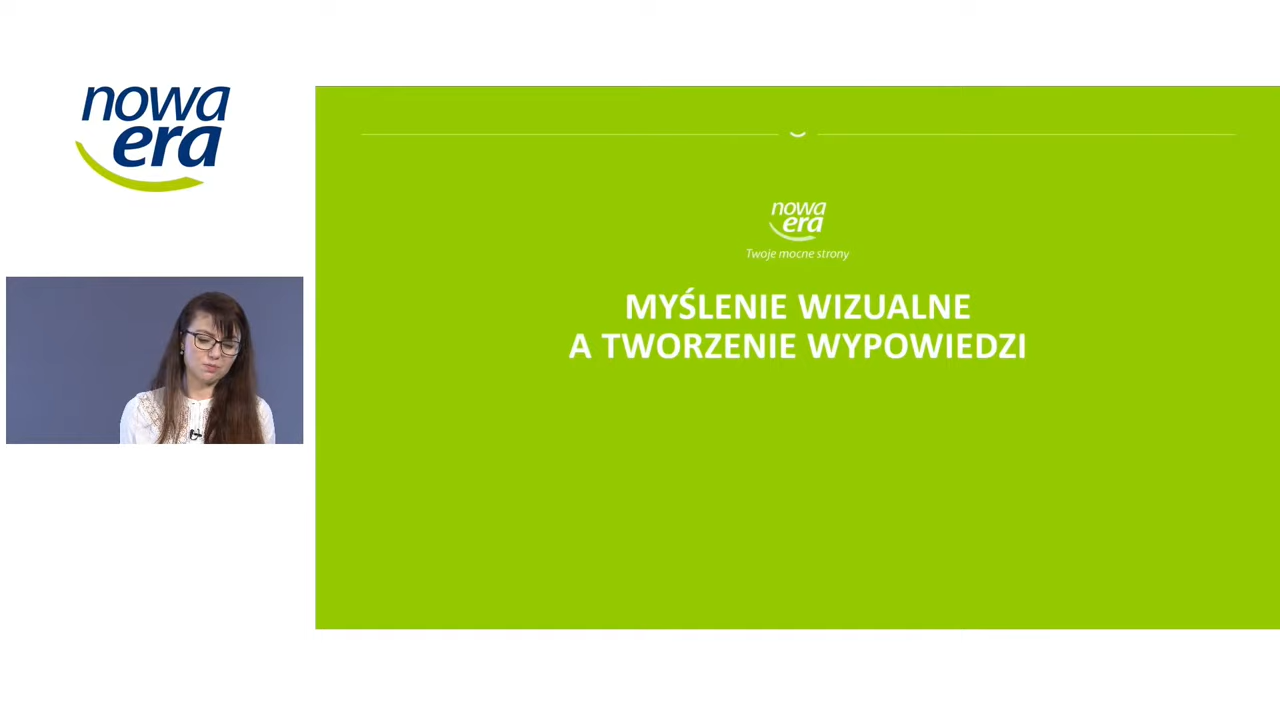 nowa
era
nowa
era
Twoje mocne strony
MYŚLENIE WIZUALNE
A TWORZENIE WYPOWIEDZI